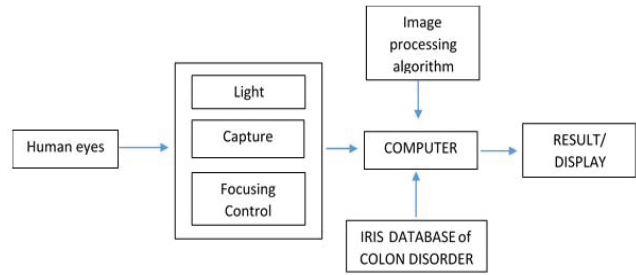 Image
processing
algorithm
Light
Human eyes
Capture
COMPUTER
RESULT/
DISPLAY
Focusing
Control
IRIS DATABASE of
COLON DISORDER